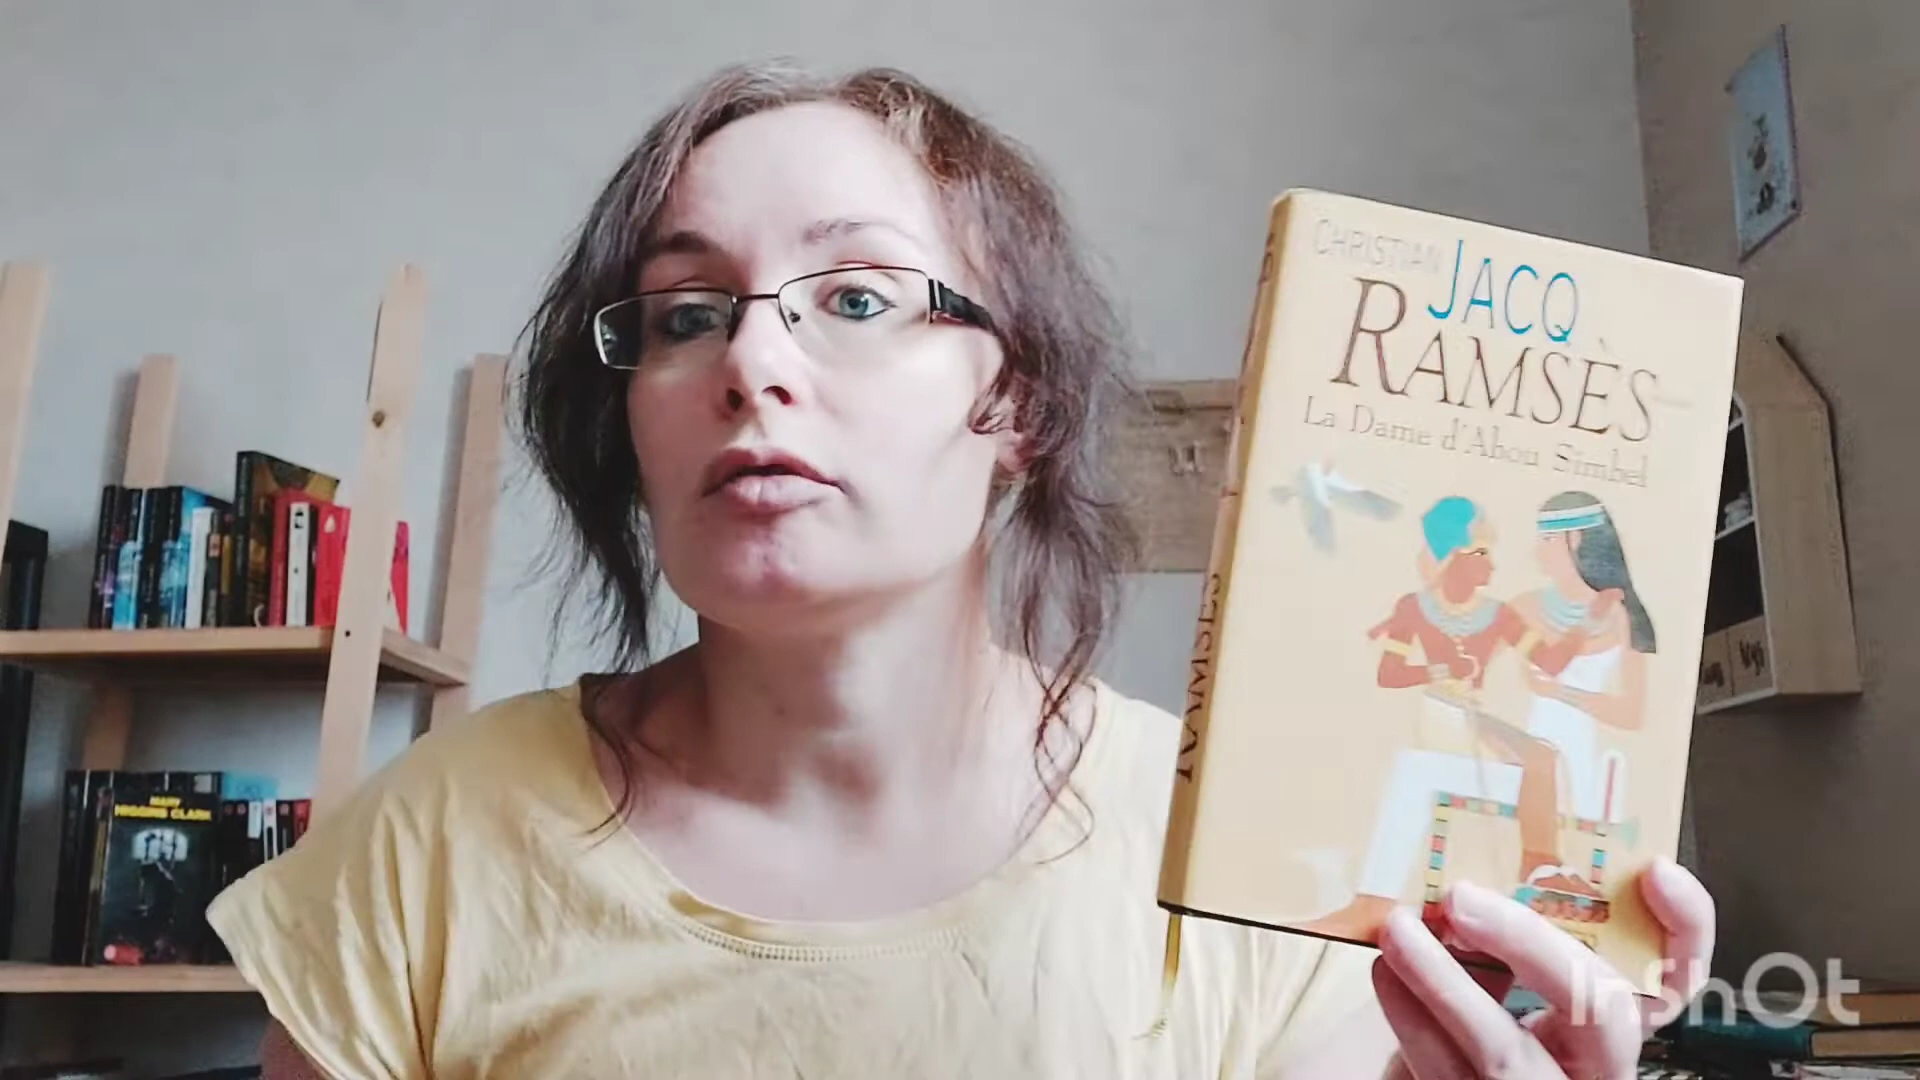 CHRISTIAN JACQ
RAMSÈS
La Dame d'Abou Simbel
RAMSÈS
MARY
HIGGINS CLARK
InShOt